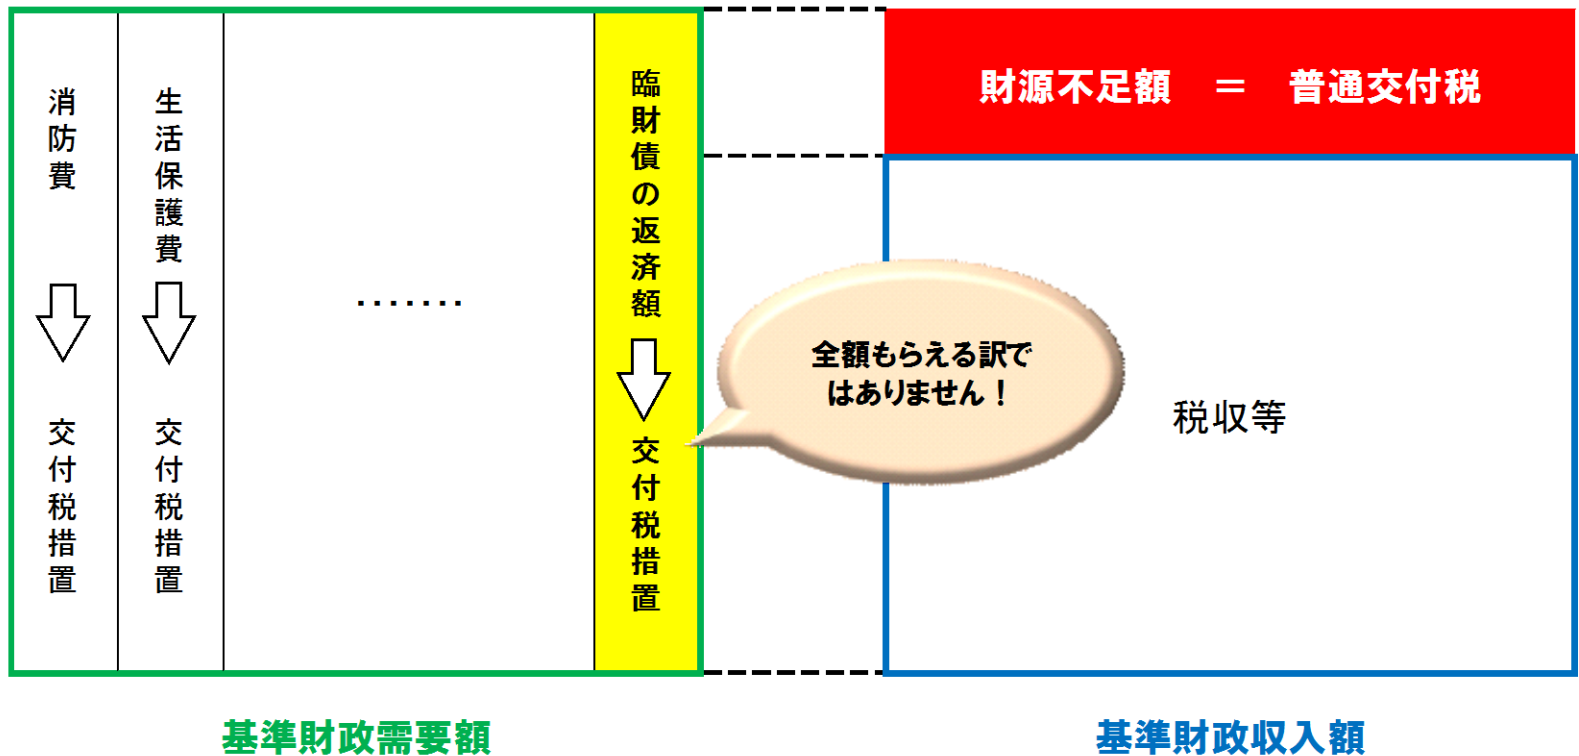 消防費
交付税措置
生活保護費
交付税措置
・・・・・・・
臨財債の返済額
交付税措置
財源不足額　＝　普通交付税
全額もらえる訳で
はありません！
税収等
基準財政需要額
基準財政収入額